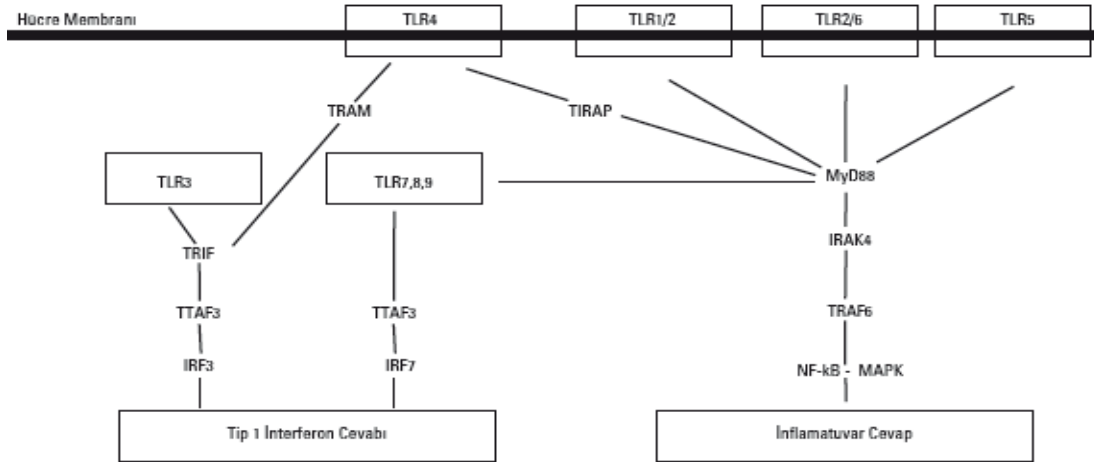 Hücre Membranı
TLR4
TLR1/2
TLR2/6
TLR5
TRAM
TIRAP
TLR3
TLR7,8,9
MyD88
TRIF
IRAK4
TTAF3
TTAF3
TRAF6
IRF3
IRF7
NF-kB - MAPK
Tip 1 İnterferon Cevabı
İnflamatuvar Cevap